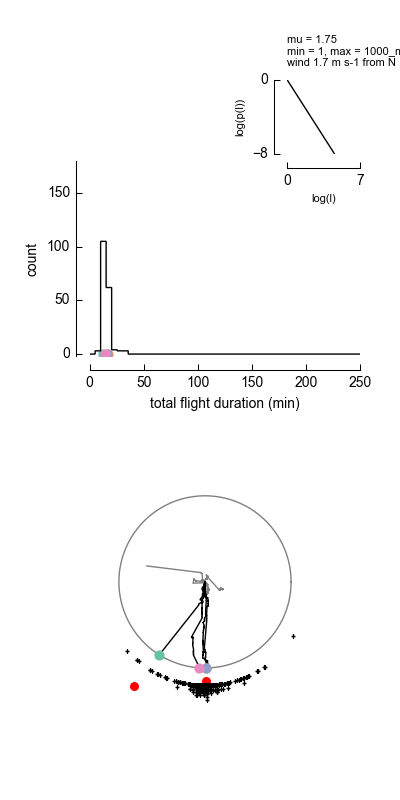 mu = 1.75
min = 1, max = 1000_m
wind 1.7 m s-1 from N
0
log(p(l))
−8
0 7
log(l)
150
100
50
0
count
0 50 100 150 200 250
total flight duration (min)